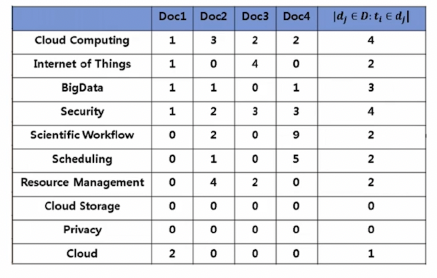 Doc1 Doc2 Doc3 Doc4 |d_j ∈ D: t_i ∈ d_j|
Cloud Computing 1 3 2 2 4
Internet of Things 1 0 4 0 2
BigData 1 1 0 1 3
Security 1 2 3 3 4
Scientific Workflow 0 2 0 9 2
Scheduling 0 1 0 5 2
Resource Management 0 4 2 0 2
Cloud Storage 0 0 0 0 0
Privacy 0 0 0 0 0
Cloud 2 0 0 0 1